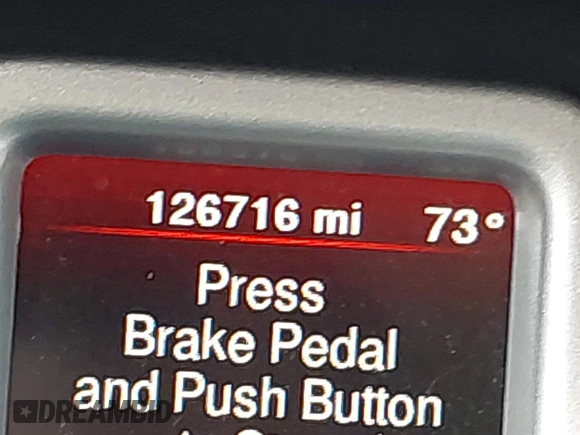 126716 mi 73°
Press
Brake Pedal
and Push Button
DREAMBID